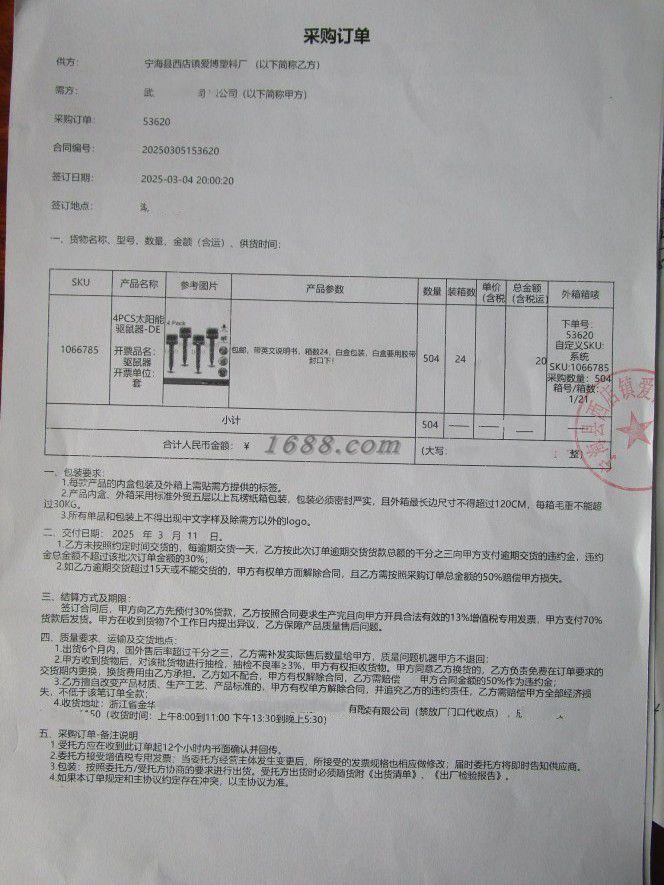 采购订单
供方： 宁海县西店镇爱博塑料厂 （以下简称乙方）
需方： 武 公司（以下简称甲方）
采购订单： 53620
合同编号： 20250305153620
签订日期： 2025-03-04 20:00:20
签订地点：
一、货物名称、型号、数量、金额（含运）、供货时间：
SKU 产品名称 参考图片 产品参数 数量 装箱数 单价（含税 总金额（含税运） 外箱箱唛
1066785
4PCS太阳能驱鼠器-DE
开票品名：驱鼠器
开票单位：套
4 Pack
包邮，带英文说明书，箱数24，白盒包装，白盒要用胶带封口下！
504 24 20
下单号：
53620
自定义SKU:
系统
SKU:1066785
采购数量：504
箱号/箱数：
1/21
小计 504
合计人民币金额：￥ （大写： 整）
1688.com
一、包装要求：
1.每款产品的内盒包装及外箱上需贴需方提供的标签。
2.产品内盒、外箱采用标准外贸五层以上瓦楞纸箱包装，包装必须密封严实，且外箱最长边尺寸不得超过120CM，每箱毛重不能超
过30KG。
3.所有单品和包装上不得出现中文字样及除需方以外的logo。
二、交付日期：2025 年 3 月 11 日。
1.乙方未按照约定时间交货的，每逾期交货一天，乙方按此次订单逾期交货货款总额的千分之三向甲方支付逾期交货的违约金，违约
金总金额不超过该批次订单金额的30%；
2.如乙方逾期交货超过15天或不能交货的，甲方有权单方面解除合同，且乙方需按照采购订单总金额的50%赔偿甲方损失。
三、结算方式及期限：
签订合同后，甲方向乙方先预付30%货款，乙方按照合同要求生产完且向甲方开具合法有效的13%增值税专用发票，甲方支付70%
货款后发货。甲方在收到货物7个工作日内提出异议，乙方保障产品质量售后问题。
四、质量要求、运输及交货地点：
1.出货6个月内，国外售后率超过千分之三，乙方需补发实际售后数量给甲方，质量问题机器甲方不退回；
2.甲方收到货物后，对该批货物进行抽检，抽检不良率≥3%，甲方有权拒收货物。甲方同意乙方换货的，乙方负责免费在订单要求的
交货期内更换，换货费用由乙方承担。乙方如不配合，甲方有权解除合同，乙方需赔偿 甲方合同金额的50%作为违约金；
3.乙方擅自改变产品材质、生产工艺、产品标准的，甲方有权单方解除合同，并追究乙方的违约责任，乙方需赔偿甲方全部经济损
失，不低于该笔订单全款；
4.收货地址：浙江省金华 有限公司（禁放厂门口代收点），
50（收货时间：上午8:00到11:00 下午13:30到晚上5:30）
五、采购订单-备注说明
1.受托方应在收到此订单起12个小时内书面确认并回传。
2.委托方接受增值税专用发票；当委托方经营主体发生变更后，所接受的发票规格也相应做修改；届时委托方将即时告知供应商。
3.包装：按照委托方/受托方协商的要求进行出货。受托方出货时必须随货附《出货清单》、《出厂检验报告》。
4.如果本订单规定和主协议约定存在冲突，以主协议为准。